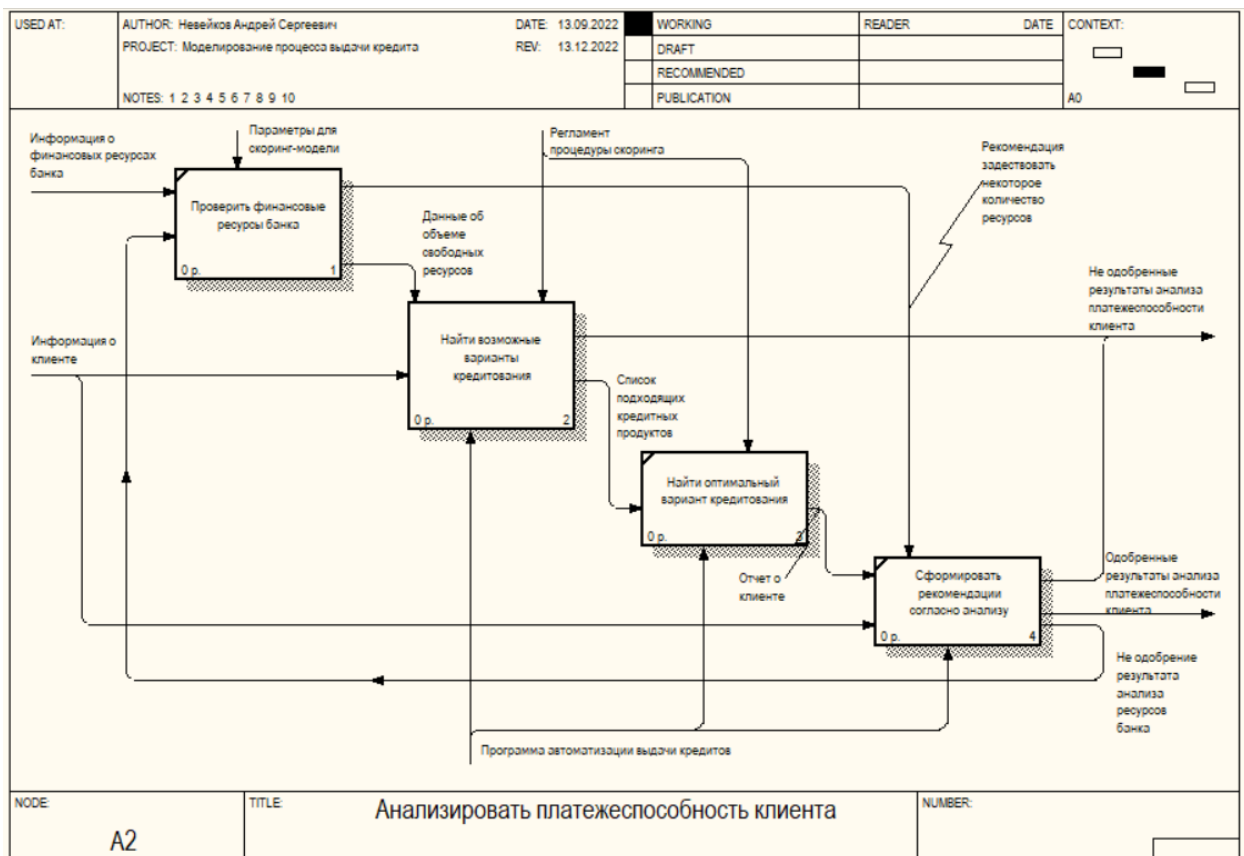 USED AT:
AUTHOR: Невейков Андрей Сергеевич
DATE: 13.09.2022
WORKING
READER
DATE
CONTEXT:
PROJECT: Моделирование процесса выдачи кредита
REV: 13.12.2022
DRAFT
RECOMMENDED
NOTES: 1 2 3 4 5 6 7 8 9 10
PUBLICATION
A0
Информация о
финансовых ресурсах
банка
Параметры для
скоринг-модели
Регламент
процедуры скоринга
Рекомендация
задествовать
некоторое
количество
ресурсов
Проверить финансовые
ресурсы банка
0 р.
1
Данные об
объеме
свободных
ресурсов
Не одобренные
результаты анализа
платежеспособности
клиента
Информация о
клиенте
Найти возможные
варианты
кредитования
0 р.
2
Список
подходящих
кредитных
продуктов
Найти оптимальный
вариант кредитования
0 р.
3
Отчет о
клиенте
Сформировать
рекомендации
согласно анализу
0 р.
4
Одобренные
результаты анализа
платежеспособности
клиента
Не одобрение
результата
анализа
ресурсов
банка
Программа автоматизации выдачи кредитов
NODE:
TITLE:
NUMBER:
A2
Анализировать платежеспособность клиента